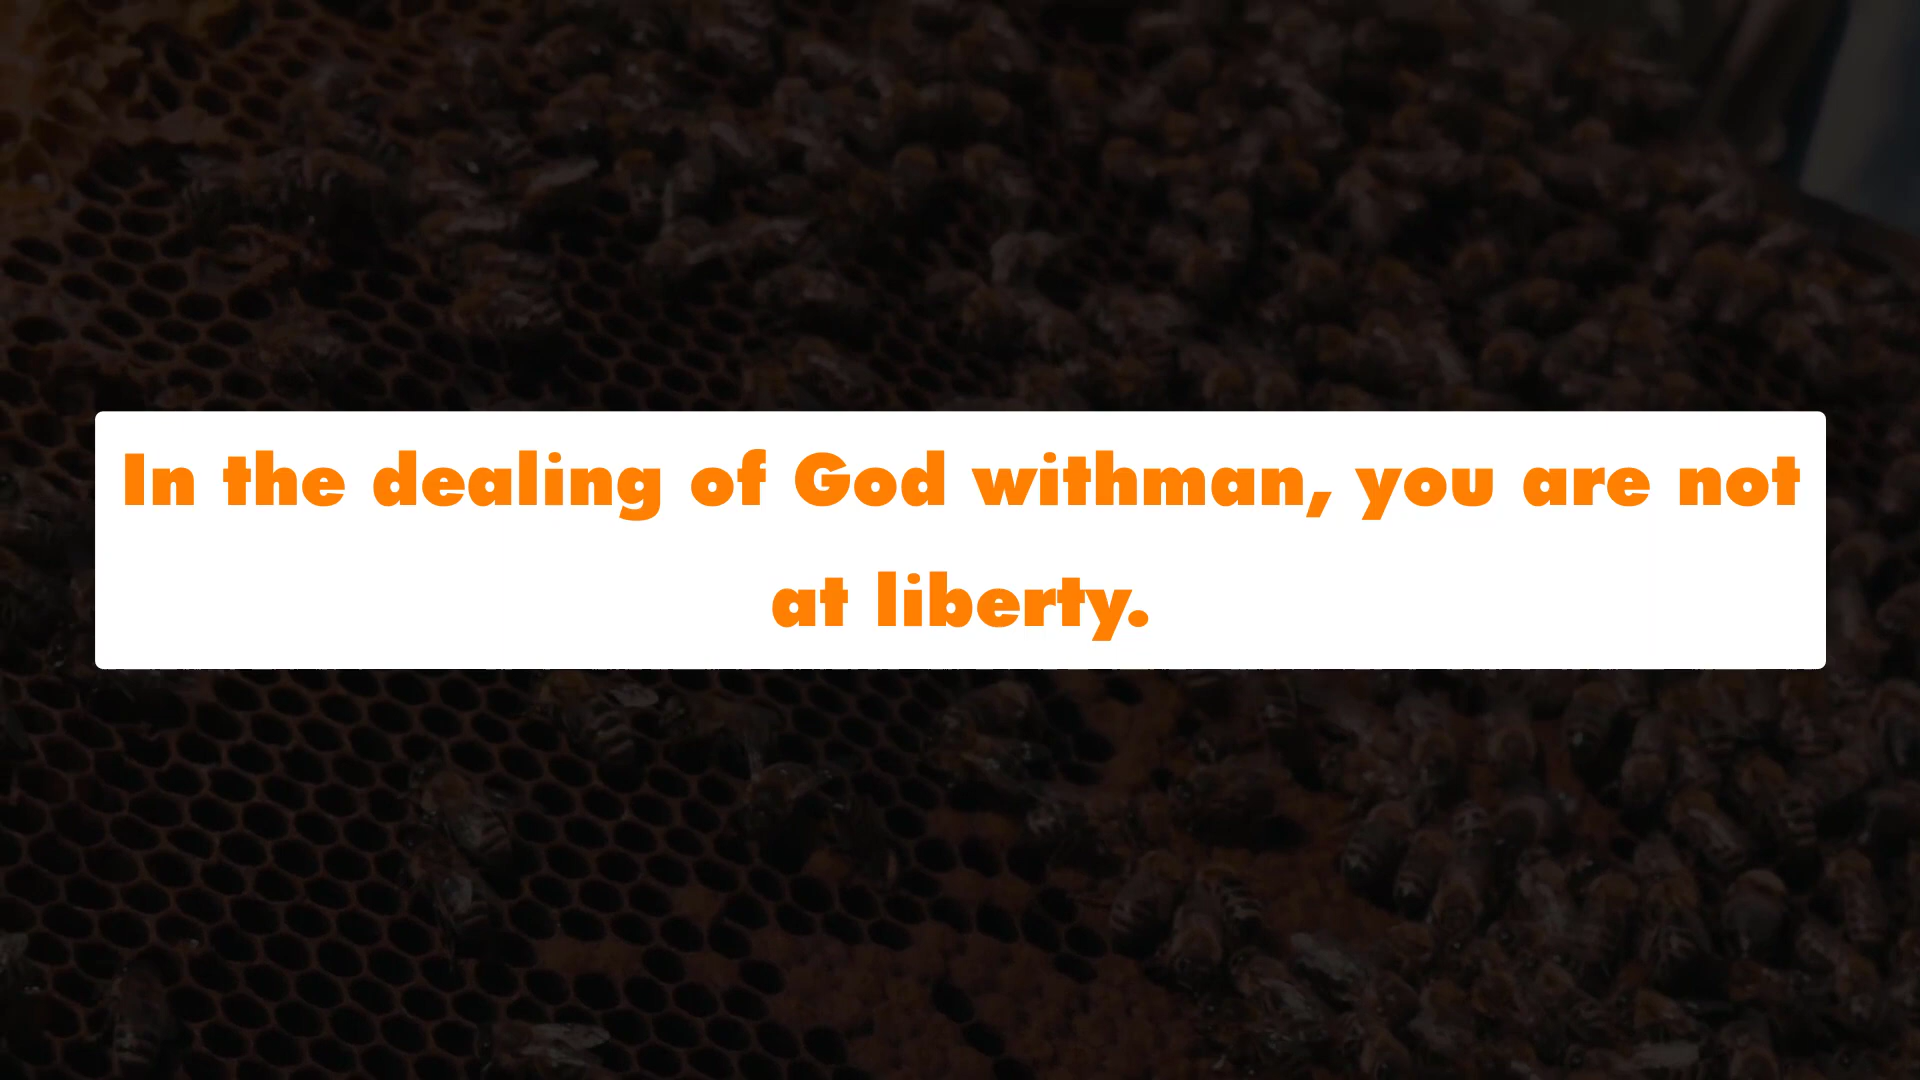 In the dealing of God withman, you are not
at liberty.